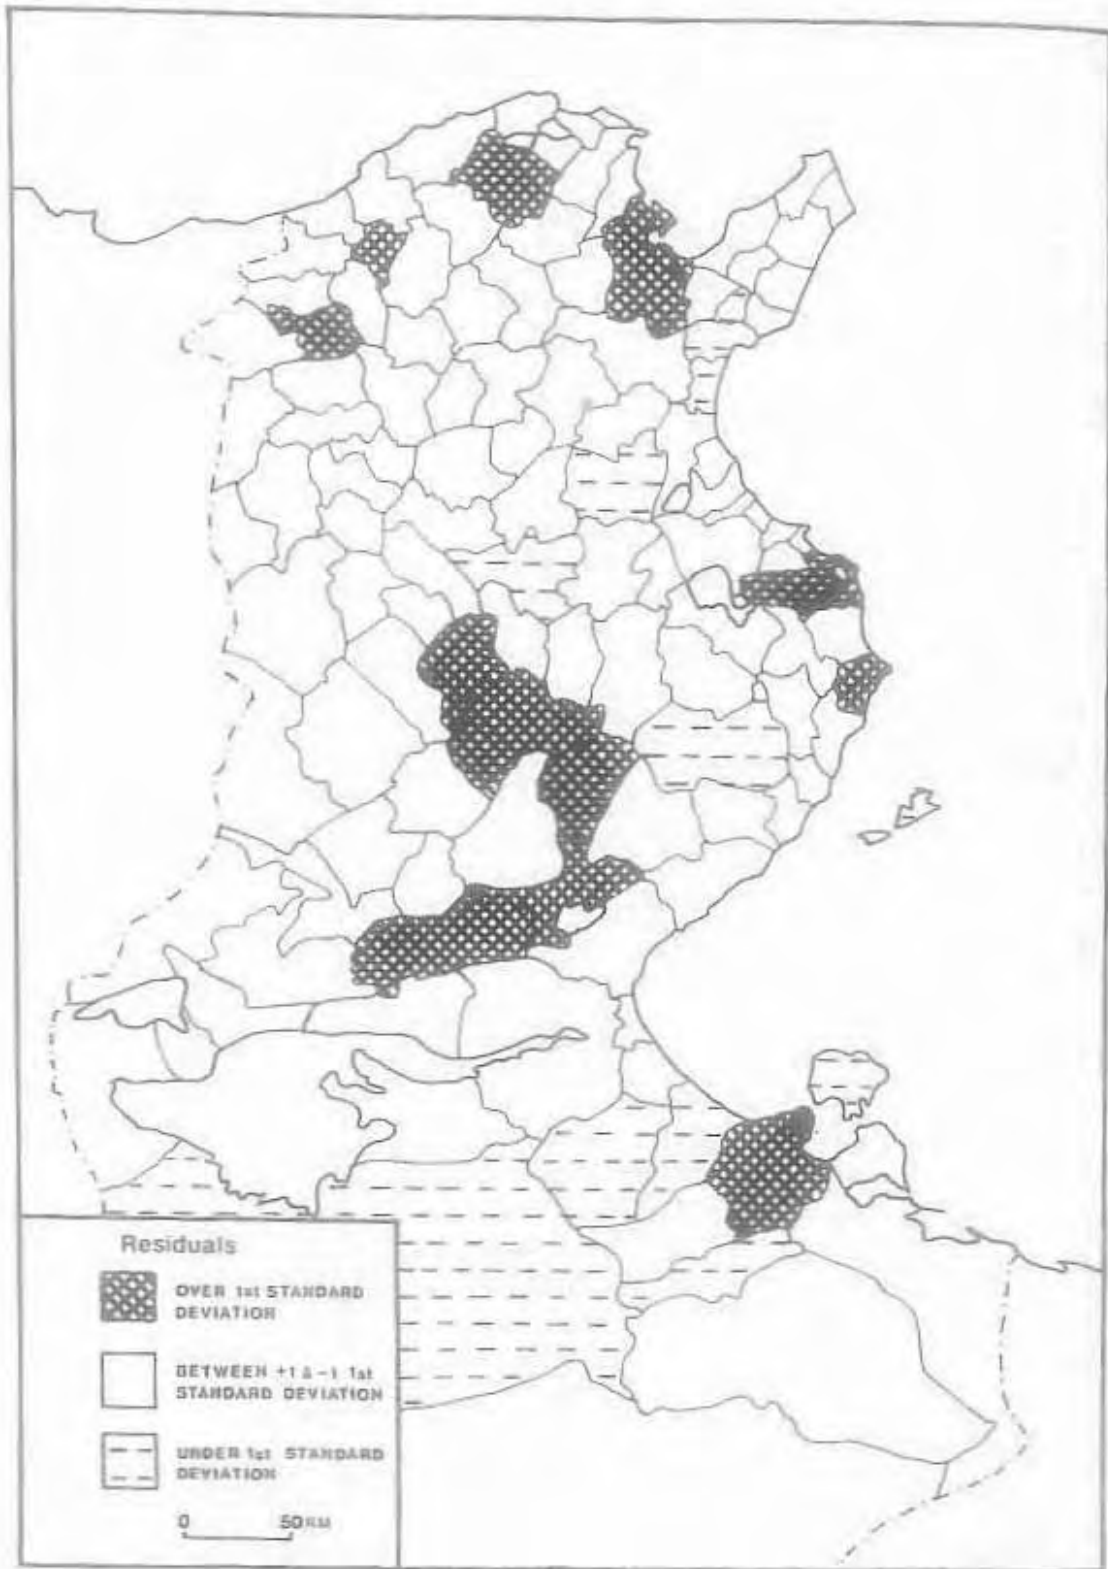 Residuals
OVER 1st STANDARD
DEVIATION
BETWEEN +1 & -1 1st
STANDARD DEVIATION
UNDER 1st STANDARD
DEVIATION
0 50 KM